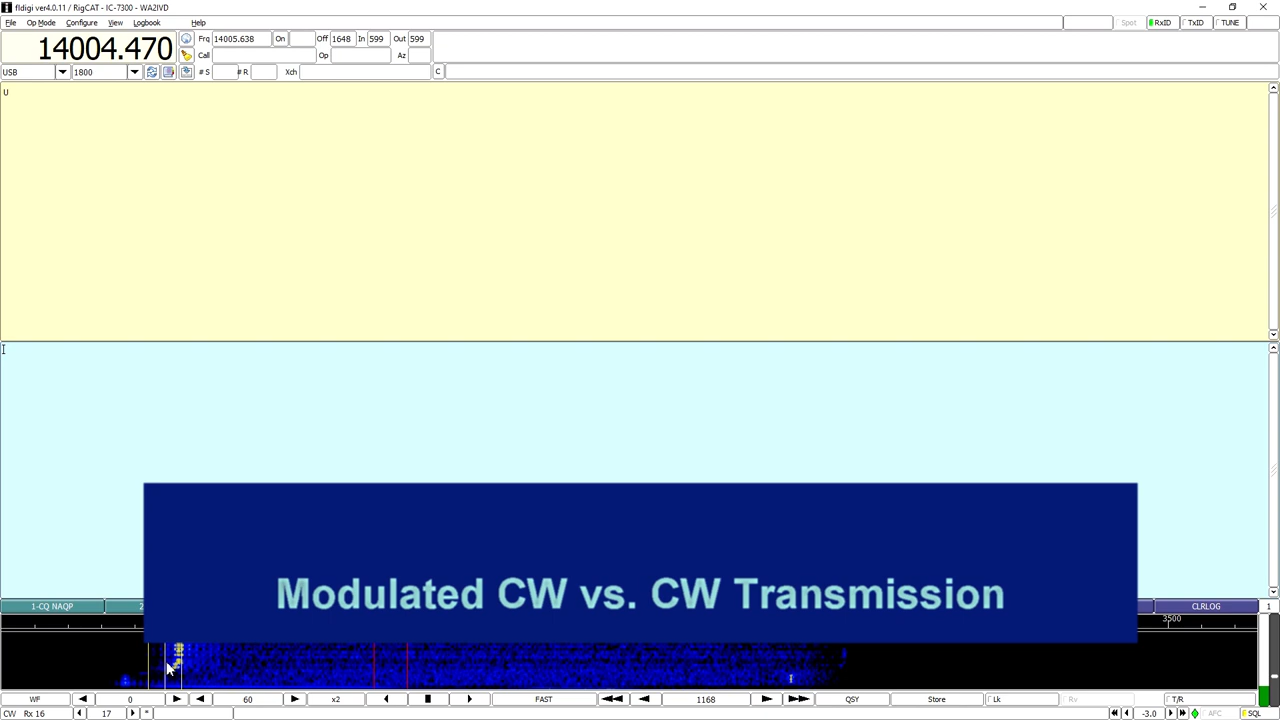 fldigi ver4.0.11 / RigCAT - IC-7300 - WA2IVD
File Op Mode Configure View Logbook Help Spot RxID TxID TUNE
14004.470 Frq 14005.638 On Off 1648 In 599 Out 599
Call Op Az
USB 1800 # S # R Xch C
U
Modulated CW vs. CW Transmission
1-CQ NAQP 2 CLRLOG 1
3500
WF 0 60 x2 FAST 1168 QSY Store Lk Rv T/R
CW Rx 16 17 * -3.0 AFC SQL